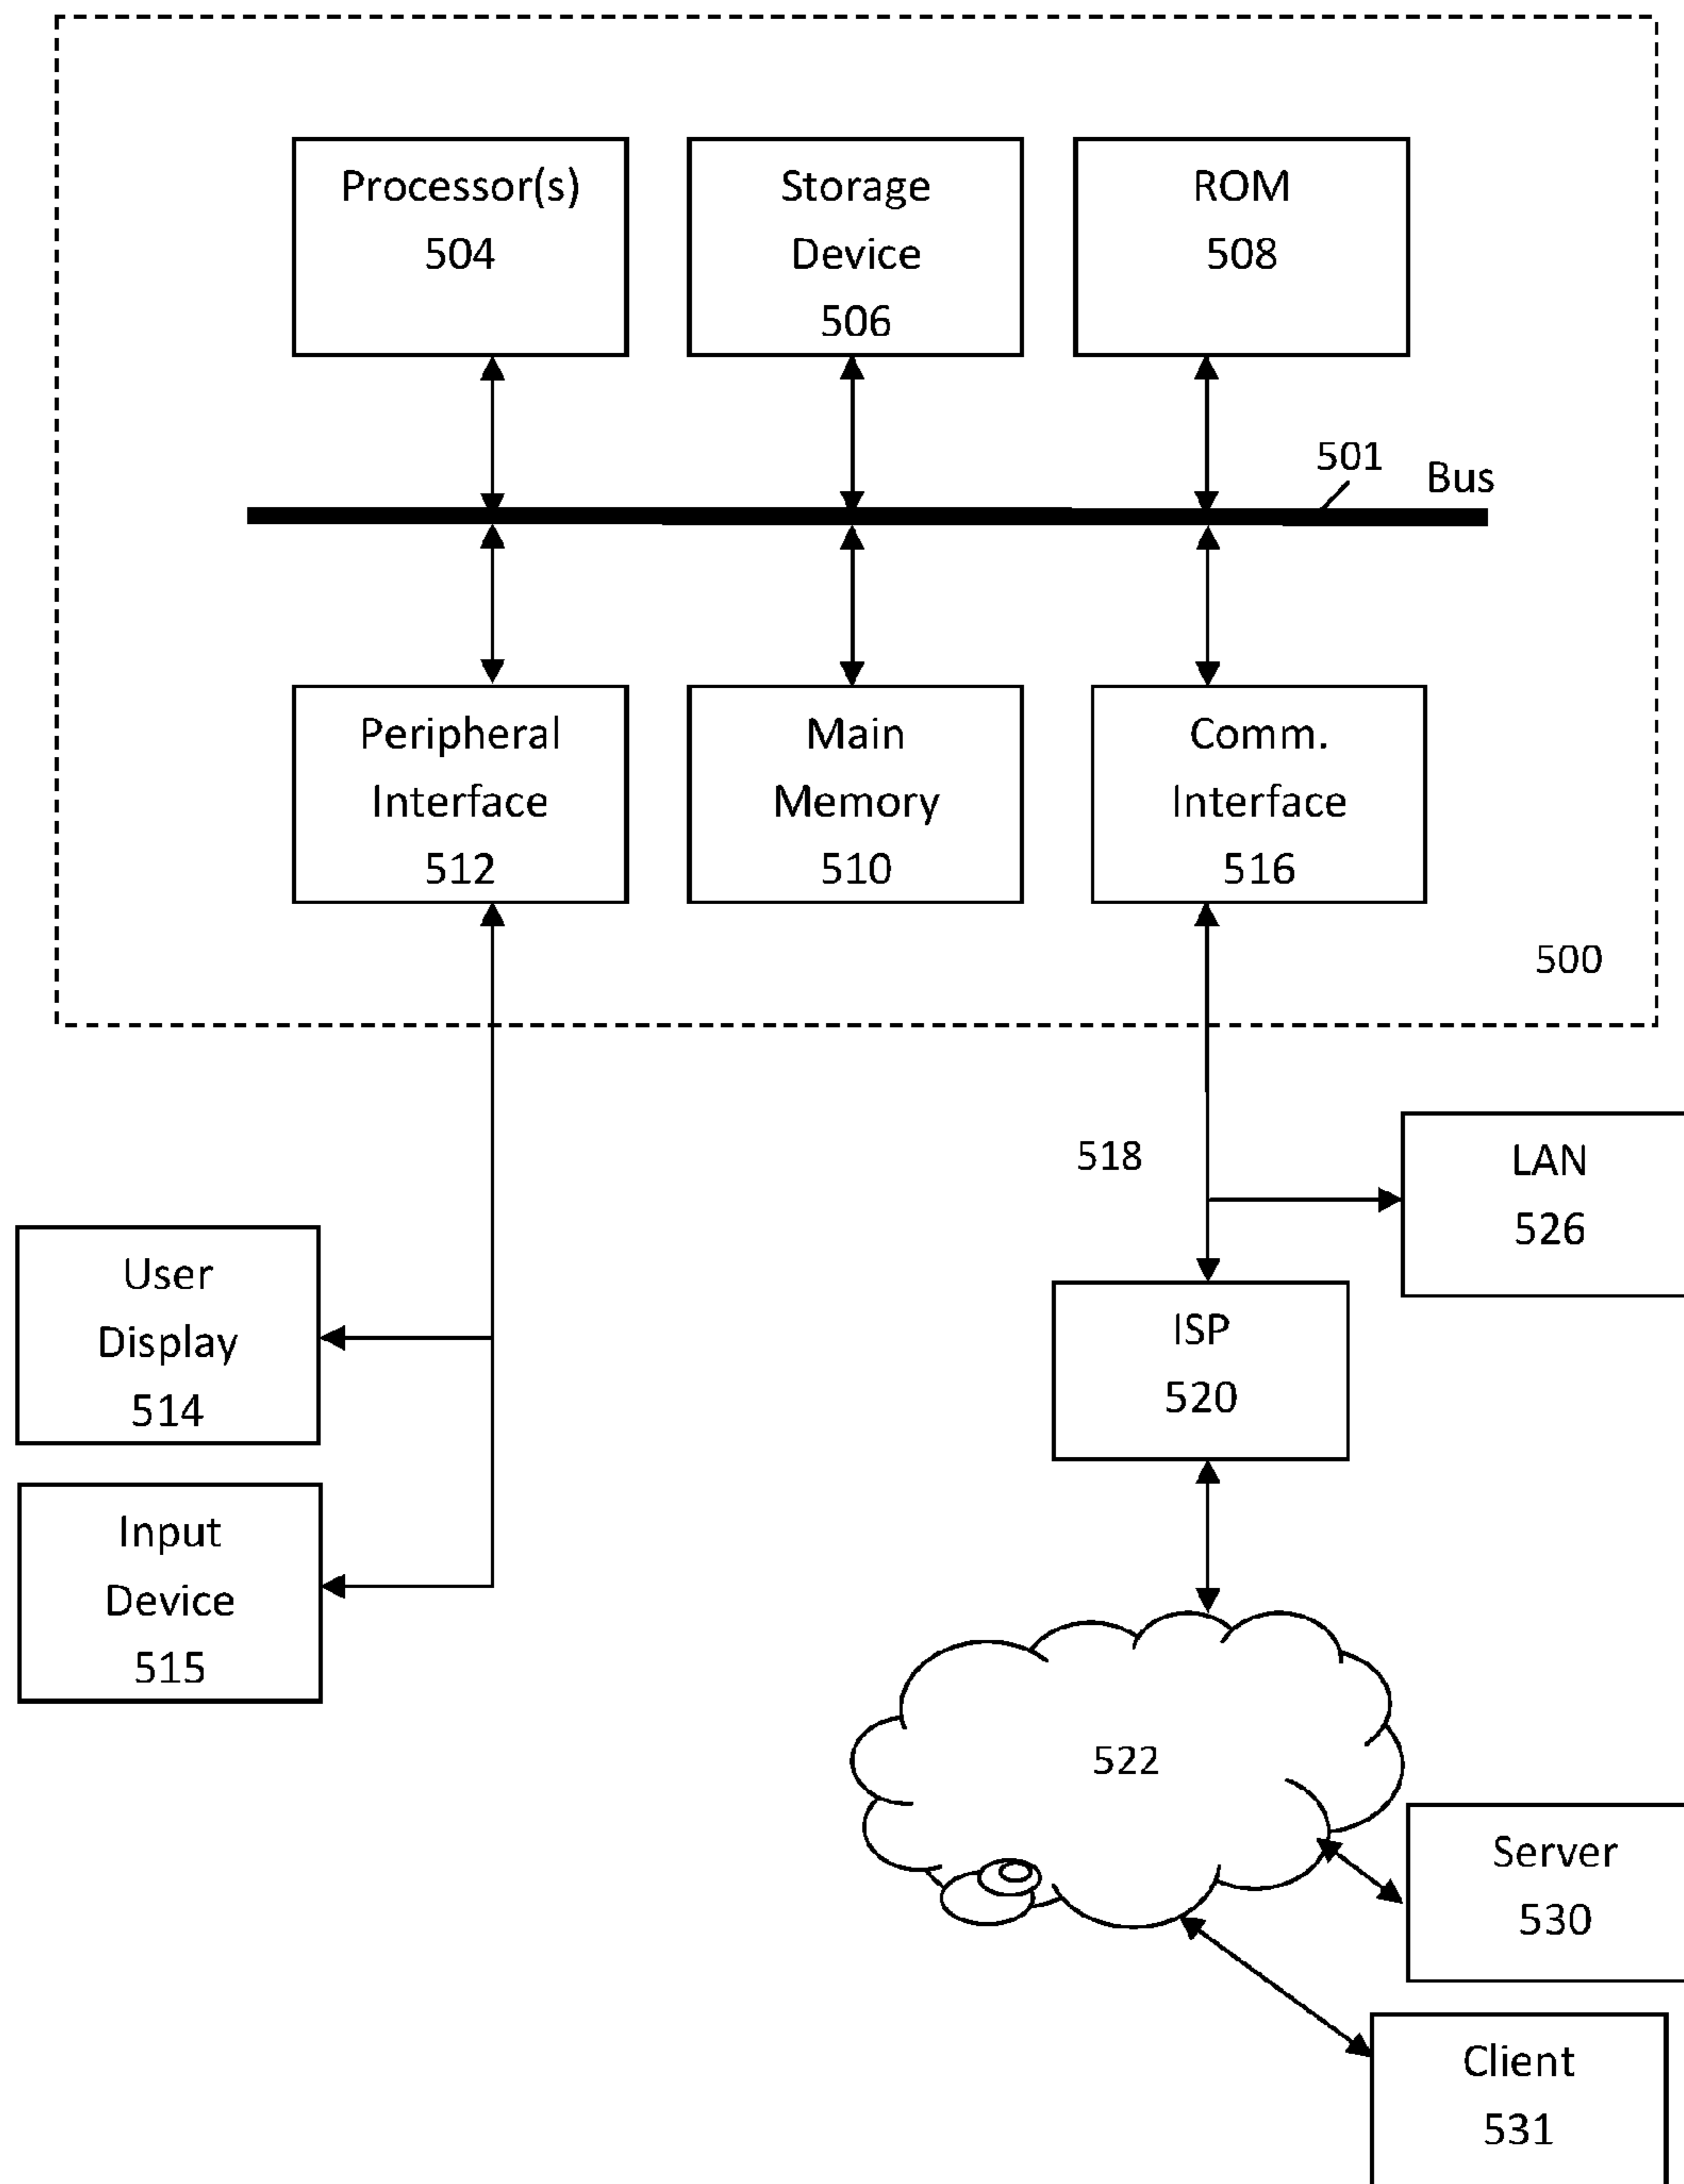 Processor(s)
504
Storage
Device
506
ROM
508
501
Bus
Peripheral
Interface
512
Main
Memory
510
Comm.
Interface
516
500
518
LAN
526
User
Display
514
ISP
520
Input
Device
515
522
Server
530
Client
531